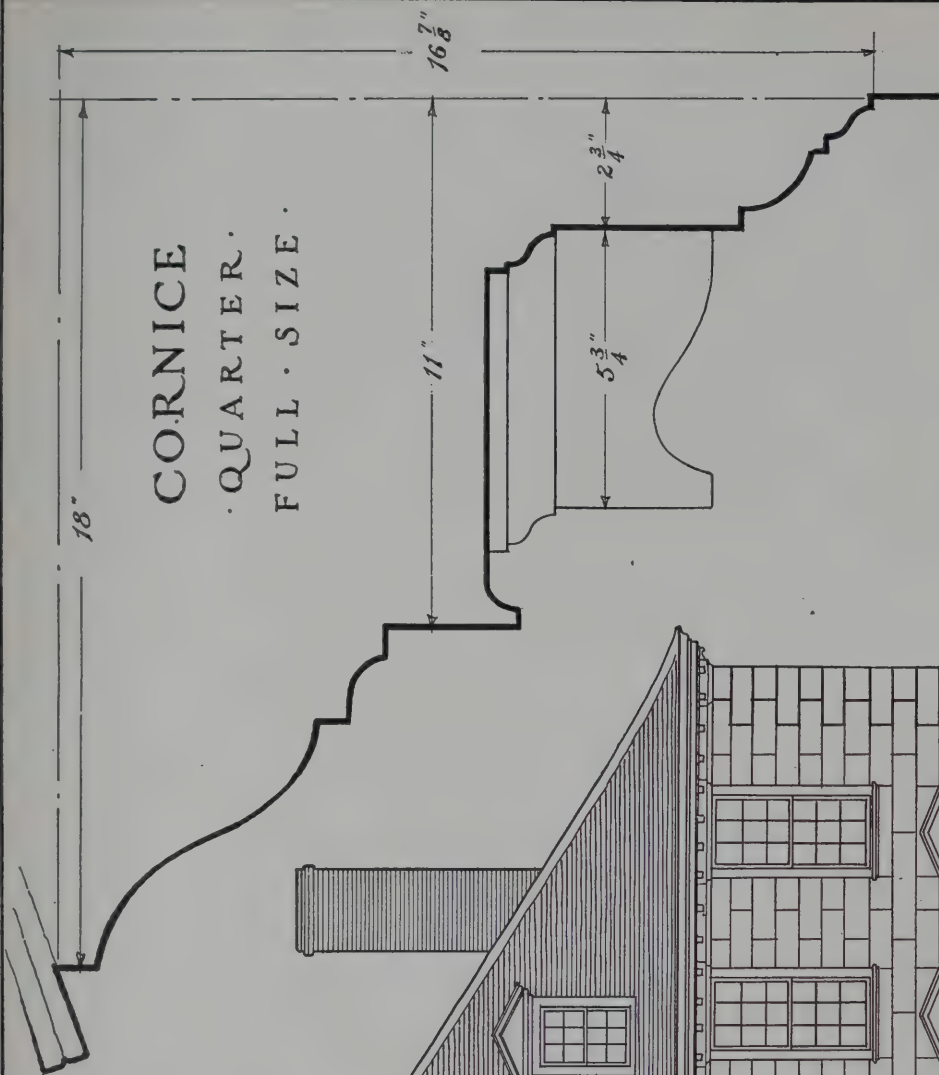 CORNICE
·QUARTER·
FULL·SIZE·
16 7/8"
18"
11"
2 3/4"
5 3/4"